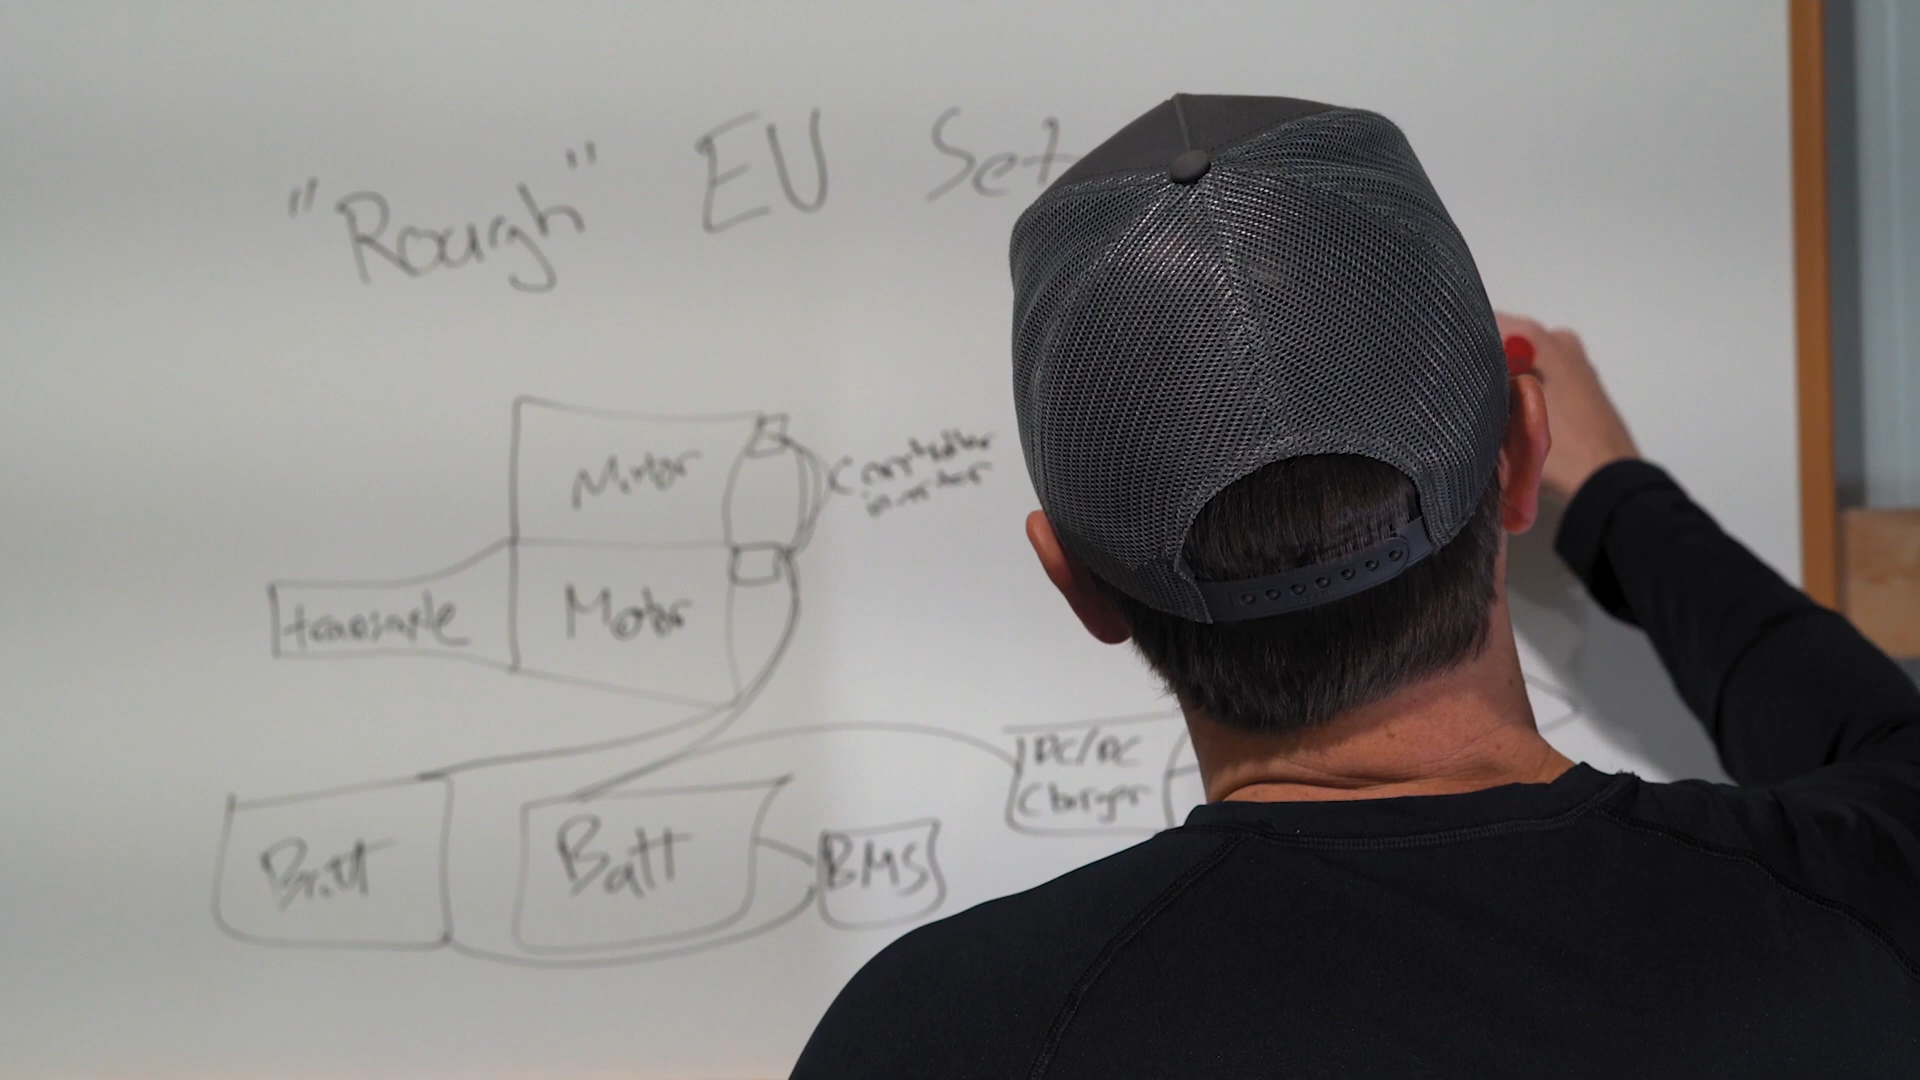 "Rough" EU Set
Motor
Controller
inverter
Motor
transaxle
DC/DC
Charger
Batt
Batt
BMS